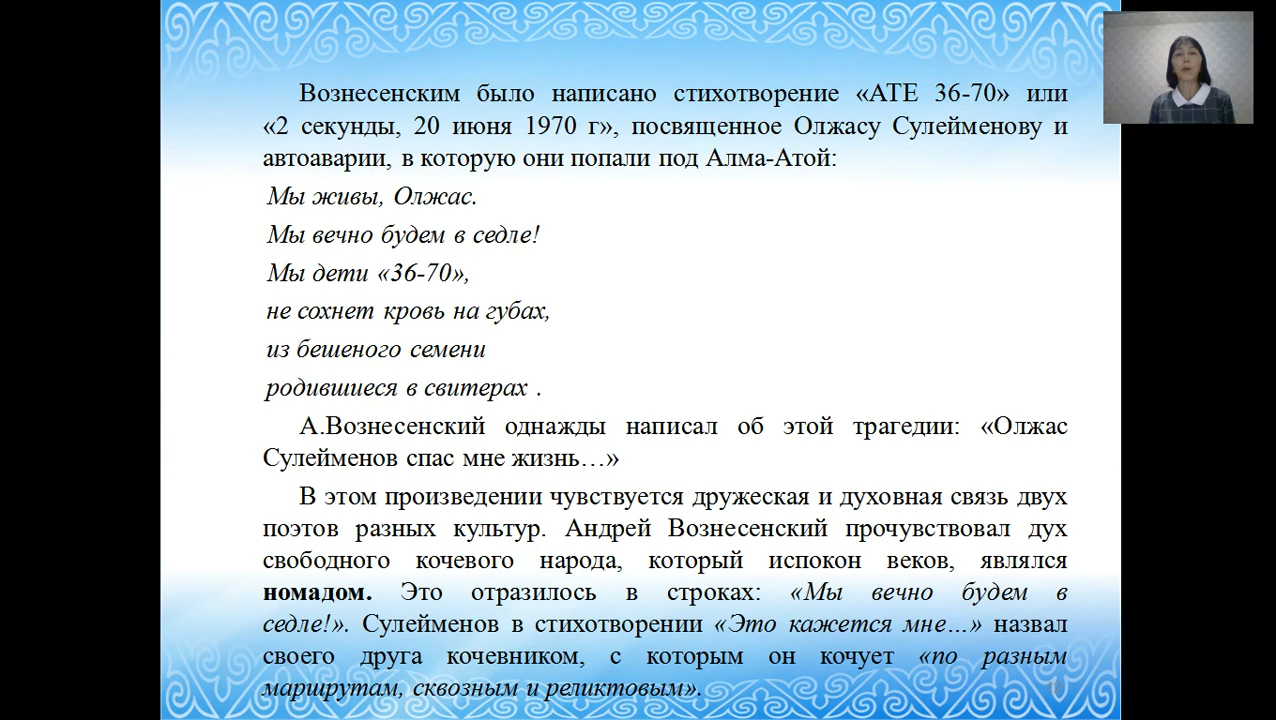 Вознесенским было написано стихотворение «АТЕ 36-70» или
«2 секунды, 20 июня 1970 г», посвященное Олжасу Сулейменову и
автоаварии, в которую они попали под Алма-Атой:
Мы живы, Олжас.
Мы вечно будем в седле!
Мы дети «36-70»,
не сохнет кровь на губах,
из бешеного семени
родившиеся в свитерах .
А.Вознесенский однажды написал об этой трагедии: «Олжас
Сулейменов спас мне жизнь…»
В этом произведении чувствуется дружеская и духовная связь двух
поэтов разных культур. Андрей Вознесенский прочувствовал дух
свободного кочевого народа, который испокон веков, являлся
номадом. Это отразилось в строках: «Мы вечно будем в
седле!». Сулейменов в стихотворении «Это кажется мне…» назвал
своего друга кочевником, с которым он кочует «по разным
маршрутам, сквозным и реликтовым».